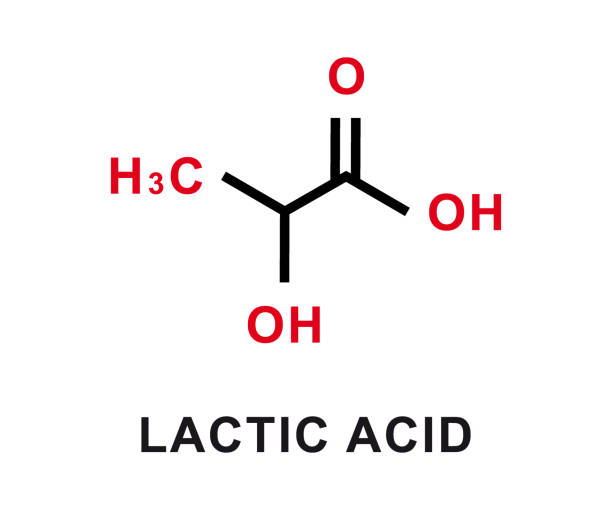 O
H₃C
OH
OH
LACTIC ACID